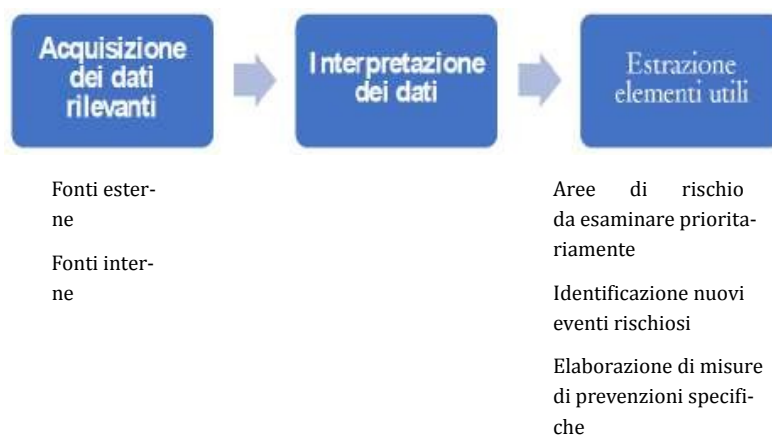 Acquisizione
dei dati
rilevanti
Interpretazione
dei dati
Estrazione
elementi utili
Fonti ester-
ne
Fonti inter-
ne
Aree di rischio
da esaminare priorita-
riamente
Identificazione nuovi
eventi rischiosi
Elaborazione di misure
di prevenzioni specifi-
che